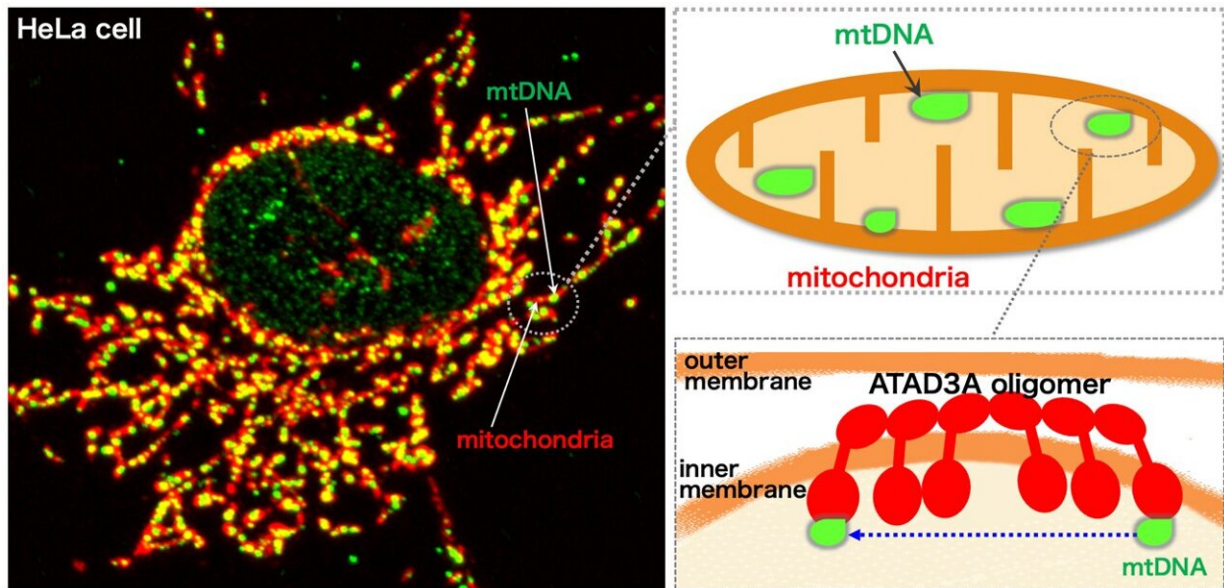 HeLa cell
mtDNA
mitochondria
mtDNA
mitochondria
outer
membrane
ATAD3A oligomer
inner
membrane
mtDNA